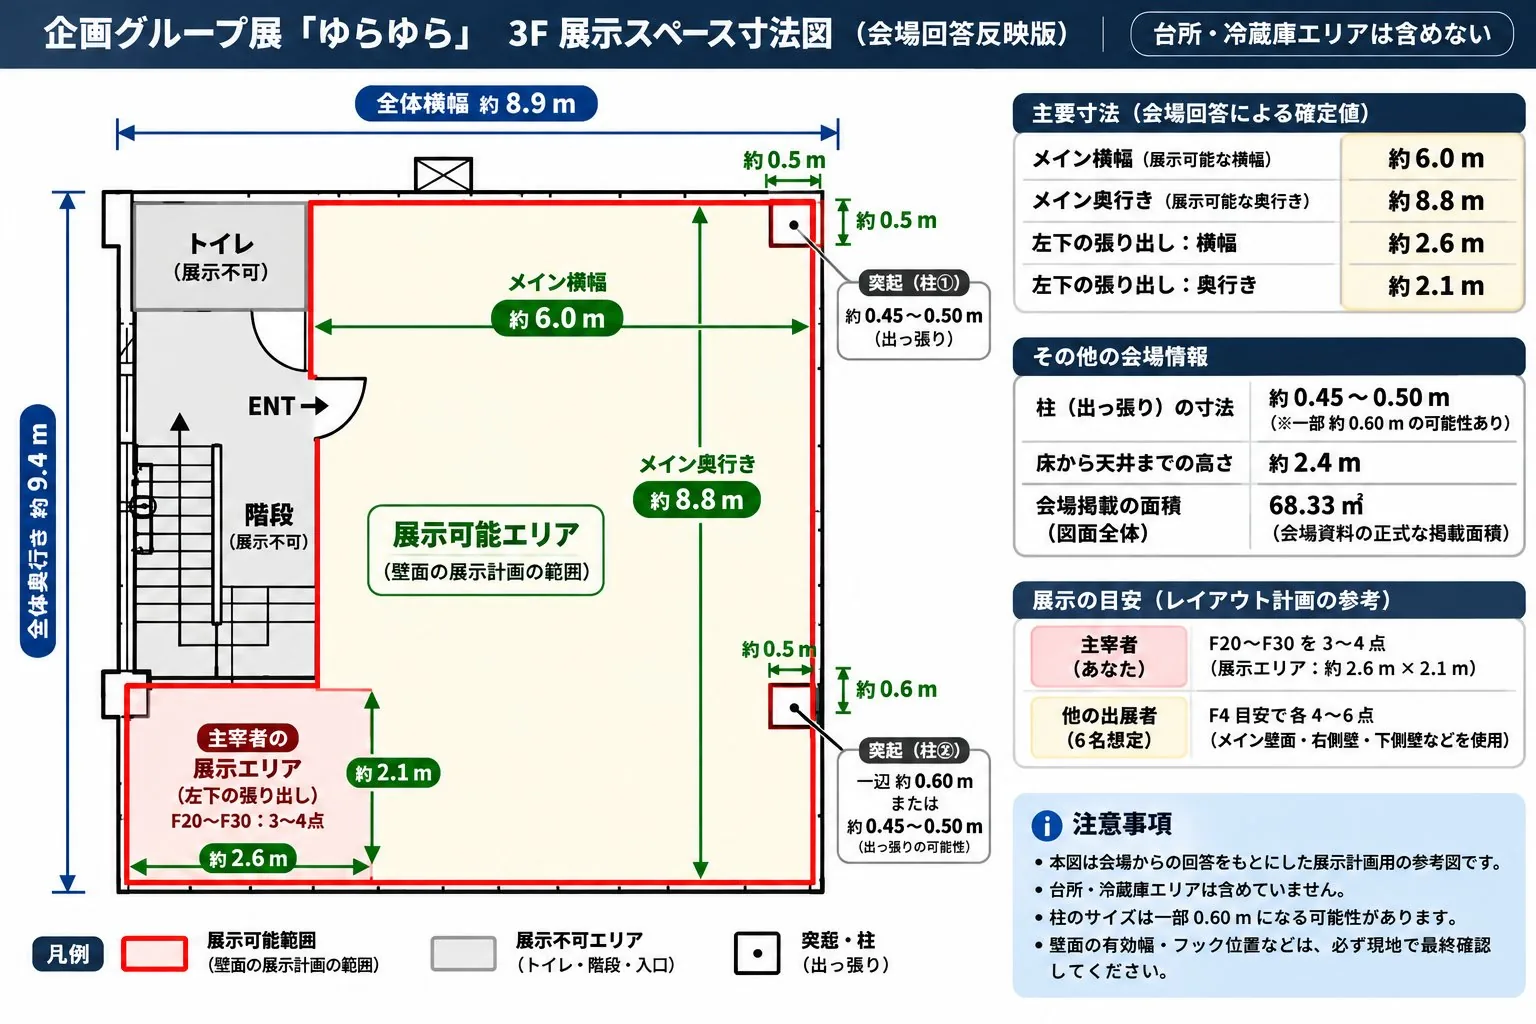 企画グループ展「ゆらゆら」 3F 展示スペース寸法図（会場回答反映版）
台所・冷蔵庫エリアは含めない
全体横幅 約 8.9 m
全体奥行き 約 9.4 m
約 0.5 m
約 0.5 m
トイレ
（展示不可）
メイン横幅
約 6.0 m
突起（柱①）
約 0.45～0.50 m
（出っ張り）
ENT
メイン奥行き
約 8.8 m
階段
（展示不可）
展示可能エリア
（壁面の展示計画の範囲）
約 0.5 m
約 0.6 m
主宰者の
展示エリア
（左下の張り出し）
F20～F30：3～4点
約 2.1 m
約 2.6 m
突起（柱②）
一辺 約 0.60 m
または
約 0.45～0.50 m
（出っ張りの可能性）
凡例
展示可能範囲
（壁面の展示計画の範囲）
展示不可エリア
（トイレ・階段・入口）
突起・柱
（出っ張り）
主要寸法（会場回答による確定値）
メイン横幅（展示可能な横幅） 約 6.0 m
メイン奥行き（展示可能な奥行き） 約 8.8 m
左下の張り出し：横幅 約 2.6 m
左下の張り出し：奥行き 約 2.1 m
その他の会場情報
柱（出っ張り）の寸法 約 0.45 ～ 0.50 m
（※一部 約 0.60 m の可能性あり）
床から天井までの高さ 約 2.4 m
会場掲載の面積 68.33 ㎡
（図面全体） （会場資料の正式な掲載面積）
展示の目安（レイアウト計画の参考）
主宰者 F20～F30 を 3～4 点
（あなた） （展示エリア：約 2.6 m × 2.1 m）
他の出展者 F4 目安で各 4～6 点
（6名想定） （メイン壁面・右側壁・下側壁などを使用）
i 注意事項
• 本図は会場からの回答をもとにした展示計画用の参考図です。
• 台所・冷蔵庫エリアは含めていません。
• 柱のサイズは一部 0.60 m になる可能性があります。
• 壁面の有効幅・フック位置などは、必ず現地で最終確認
してください。